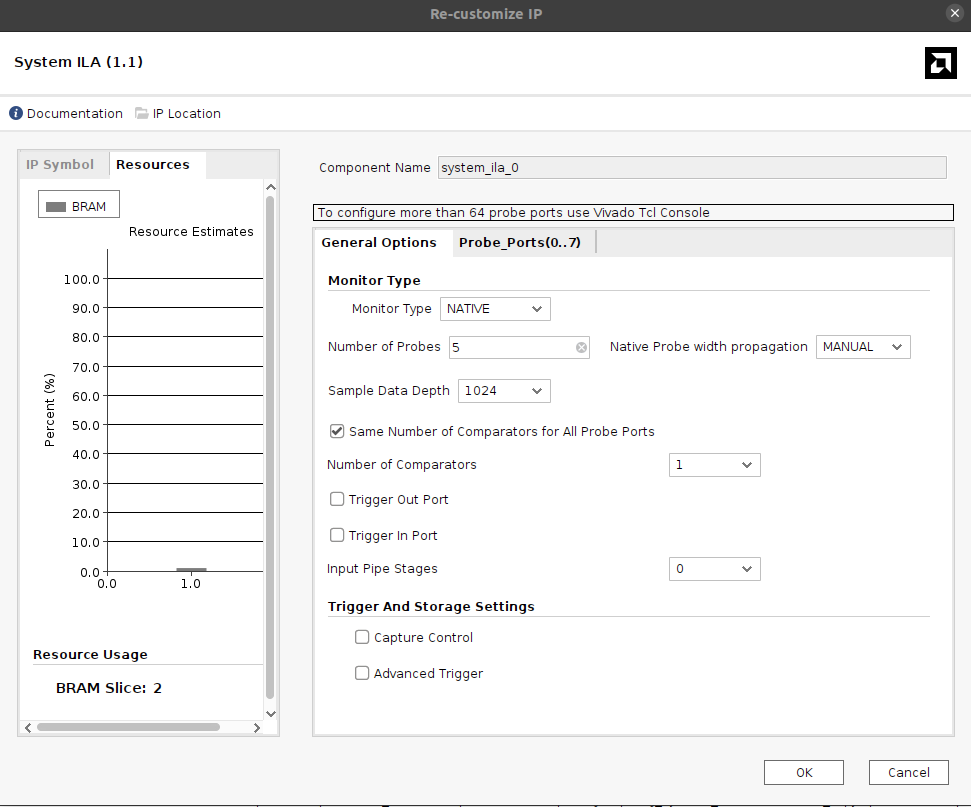 Re-customize IP
System ILA (1.1)
Documentation IP Location
IP Symbol Resources
BRAM
Resource Estimates
Percent (%)
100.0
90.0
80.0
70.0
60.0
50.0
40.0
30.0
20.0
10.0
0.0
0.0 1.0
Resource Usage
BRAM Slice: 2
Component Name system_ila_0
To configure more than 64 probe ports use Vivado Tcl Console
General Options Probe_Ports(0..7)
Monitor Type
Monitor Type NATIVE
Number of Probes 5 Native Probe width propagation MANUAL
Sample Data Depth 1024
Same Number of Comparators for All Probe Ports
Number of Comparators 1
Trigger Out Port
Trigger In Port
Input Pipe Stages 0
Trigger And Storage Settings
Capture Control
Advanced Trigger
OK Cancel